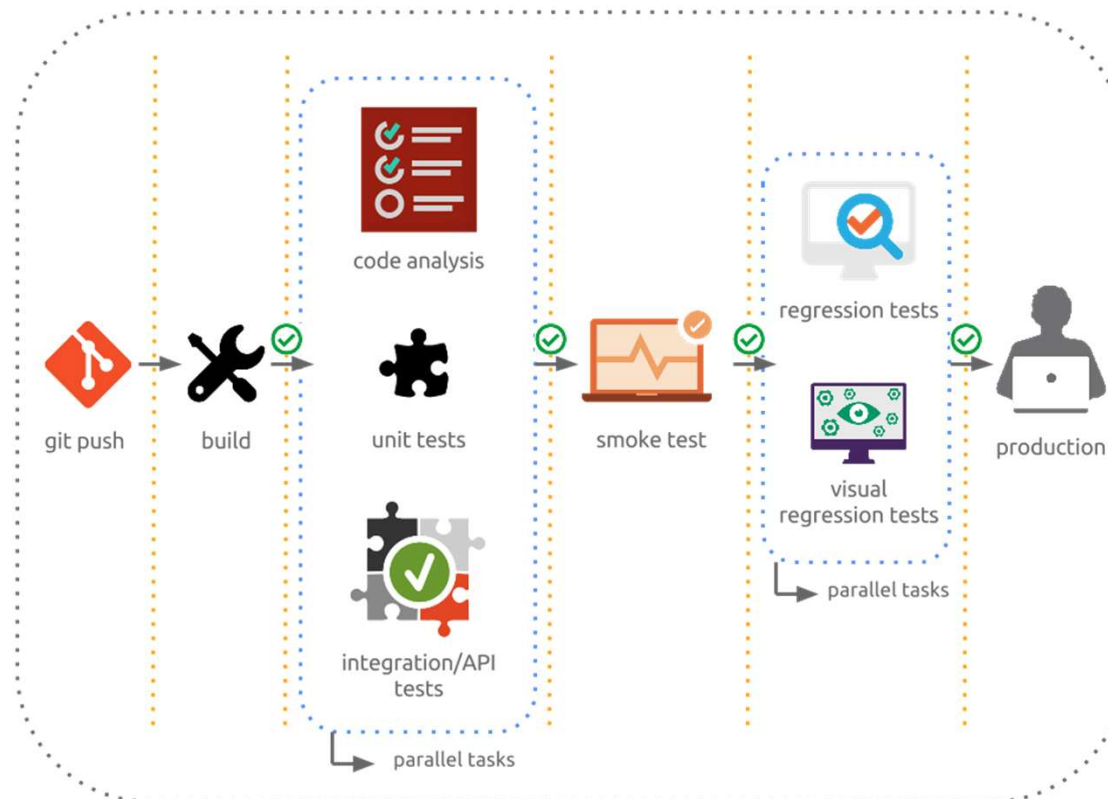 git push
build
code analysis
unit tests
integration/API
tests
parallel tasks
smoke test
regression tests
visual
regression tests
parallel tasks
production